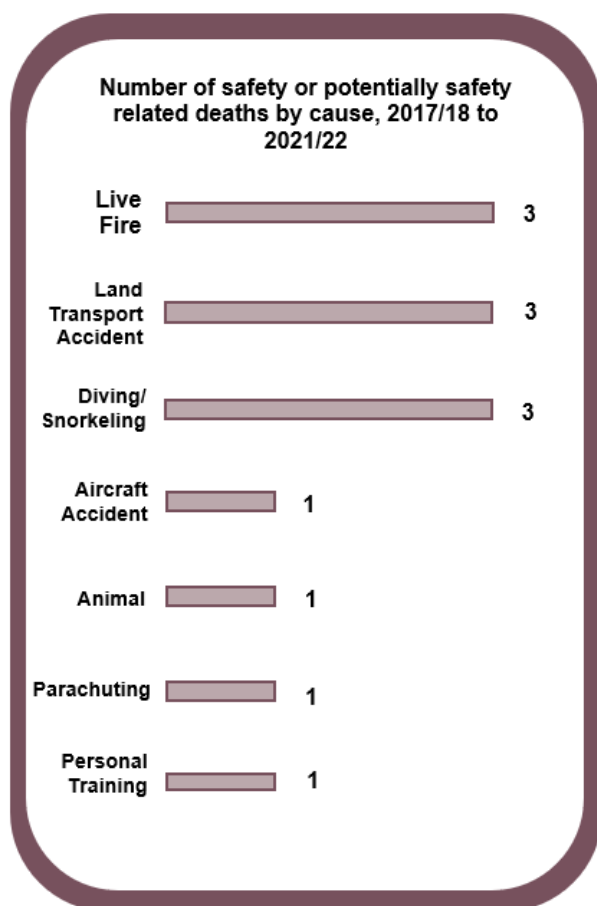 Number of safety or potentially safety
related deaths by cause, 2017/18 to
2021/22
Live
Fire
3
Land
Transport
Accident
3
Diving/
Snorkeling
3
Aircraft
Accident
1
Animal
1
Parachuting
1
Personal
Training
1